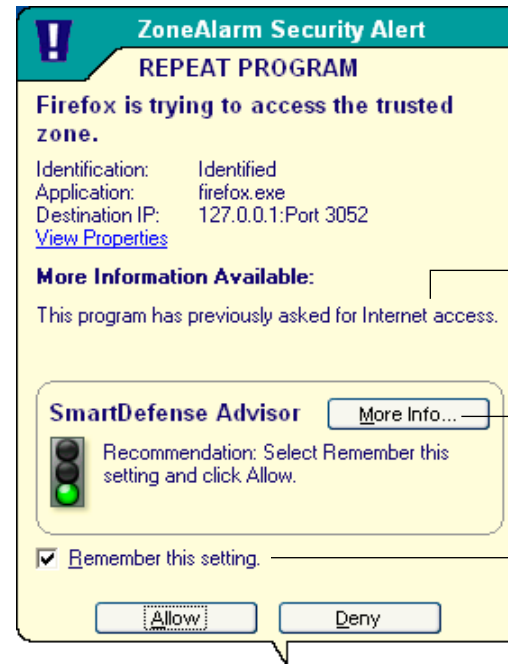 ZoneAlarm Security Alert
REPEAT PROGRAM
Firefox is trying to access the trusted
zone.
Identification: Identified
Application: firefox.exe
Destination IP: 127.0.0.1:Port 3052
View Properties
More Information Available:
This program has previously asked for Internet access.
SmartDefense Advisor More Info...
Recommendation: Select Remember this
setting and click Allow.
Remember this setting.
Allow Deny